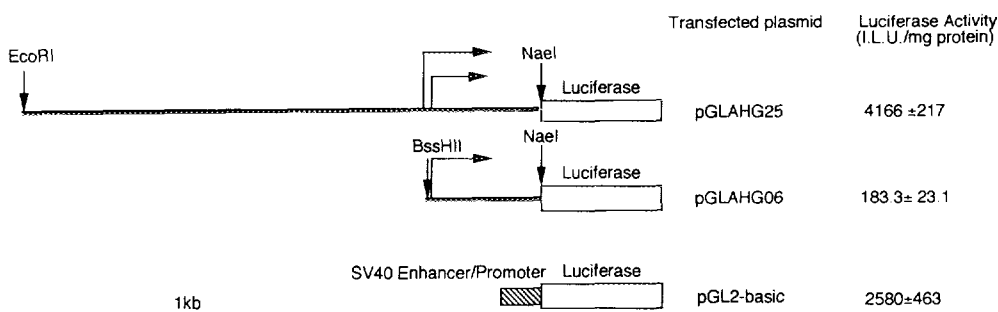 Transfected plasmid
Luciferase Activity
(I.L.U./mg protein)
EcoRI
NaeI
Luciferase
pGLAHG25
4166 ±217
BssHII
NaeI
Luciferase
pGLAHG06
183.3± 23.1
SV40 Enhancer/Promoter
Luciferase
1kb
pGL2-basic
2580±463